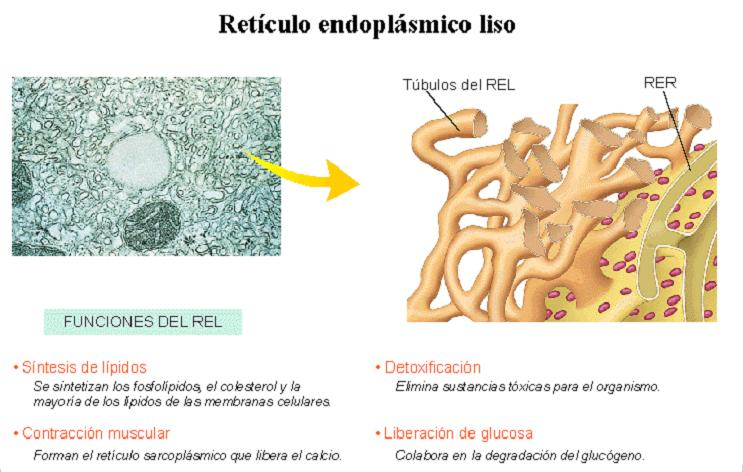 Retículo endoplásmico liso
Túbulos del REL
RER
FUNCIONES DEL REL
• Síntesis de lípidos
Se sintetizan los fosfolípidos, el colesterol y la
mayoría de los lípidos de las membranas celulares.
• Contracción muscular
Forman el retículo sarcoplásmico que libera el calcio.
• Detoxificación
Elimina sustancias tóxicas para el organismo.
• Liberación de glucosa
Colabora en la degradación del glucógeno.